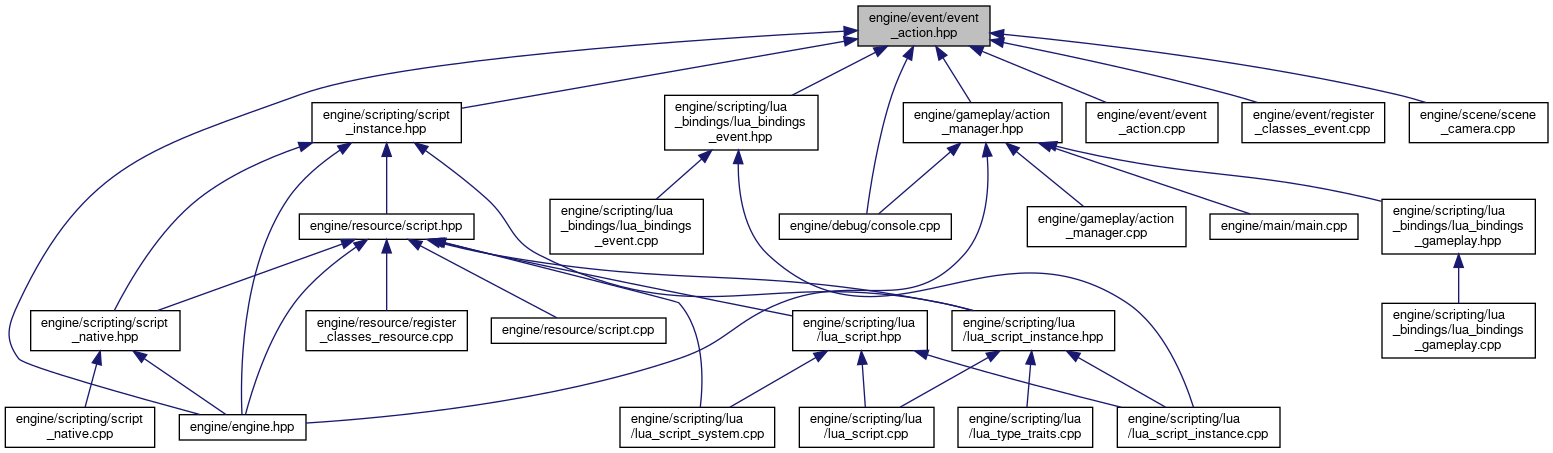 engine/event/event
_action.hpp
engine/scripting/script
_instance.hpp
engine/scripting/lua
_bindings/lua_bindings
_event.hpp
engine/gameplay/action
_manager.hpp
engine/event/event
_action.cpp
engine/event/register
_classes_event.cpp
engine/scene/scene
_camera.cpp
engine/resource/script.hpp
engine/scripting/lua
_bindings/lua_bindings
_event.cpp
engine/debug/console.cpp
engine/gameplay/action
_manager.cpp
engine/main/main.cpp
engine/scripting/lua
_bindings/lua_bindings
_gameplay.hpp
engine/scripting/script
_native.hpp
engine/resource/register
_classes_resource.cpp
engine/resource/script.cpp
engine/scripting/lua
/lua_script.hpp
engine/scripting/lua
/lua_script_instance.hpp
engine/scripting/lua
_bindings/lua_bindings
_gameplay.cpp
engine/scripting/script
_native.cpp
engine/engine.hpp
engine/scripting/lua
/lua_script_system.cpp
engine/scripting/lua
/lua_script.cpp
engine/scripting/lua
/lua_type_traits.cpp
engine/scripting/lua
/lua_script_instance.cpp